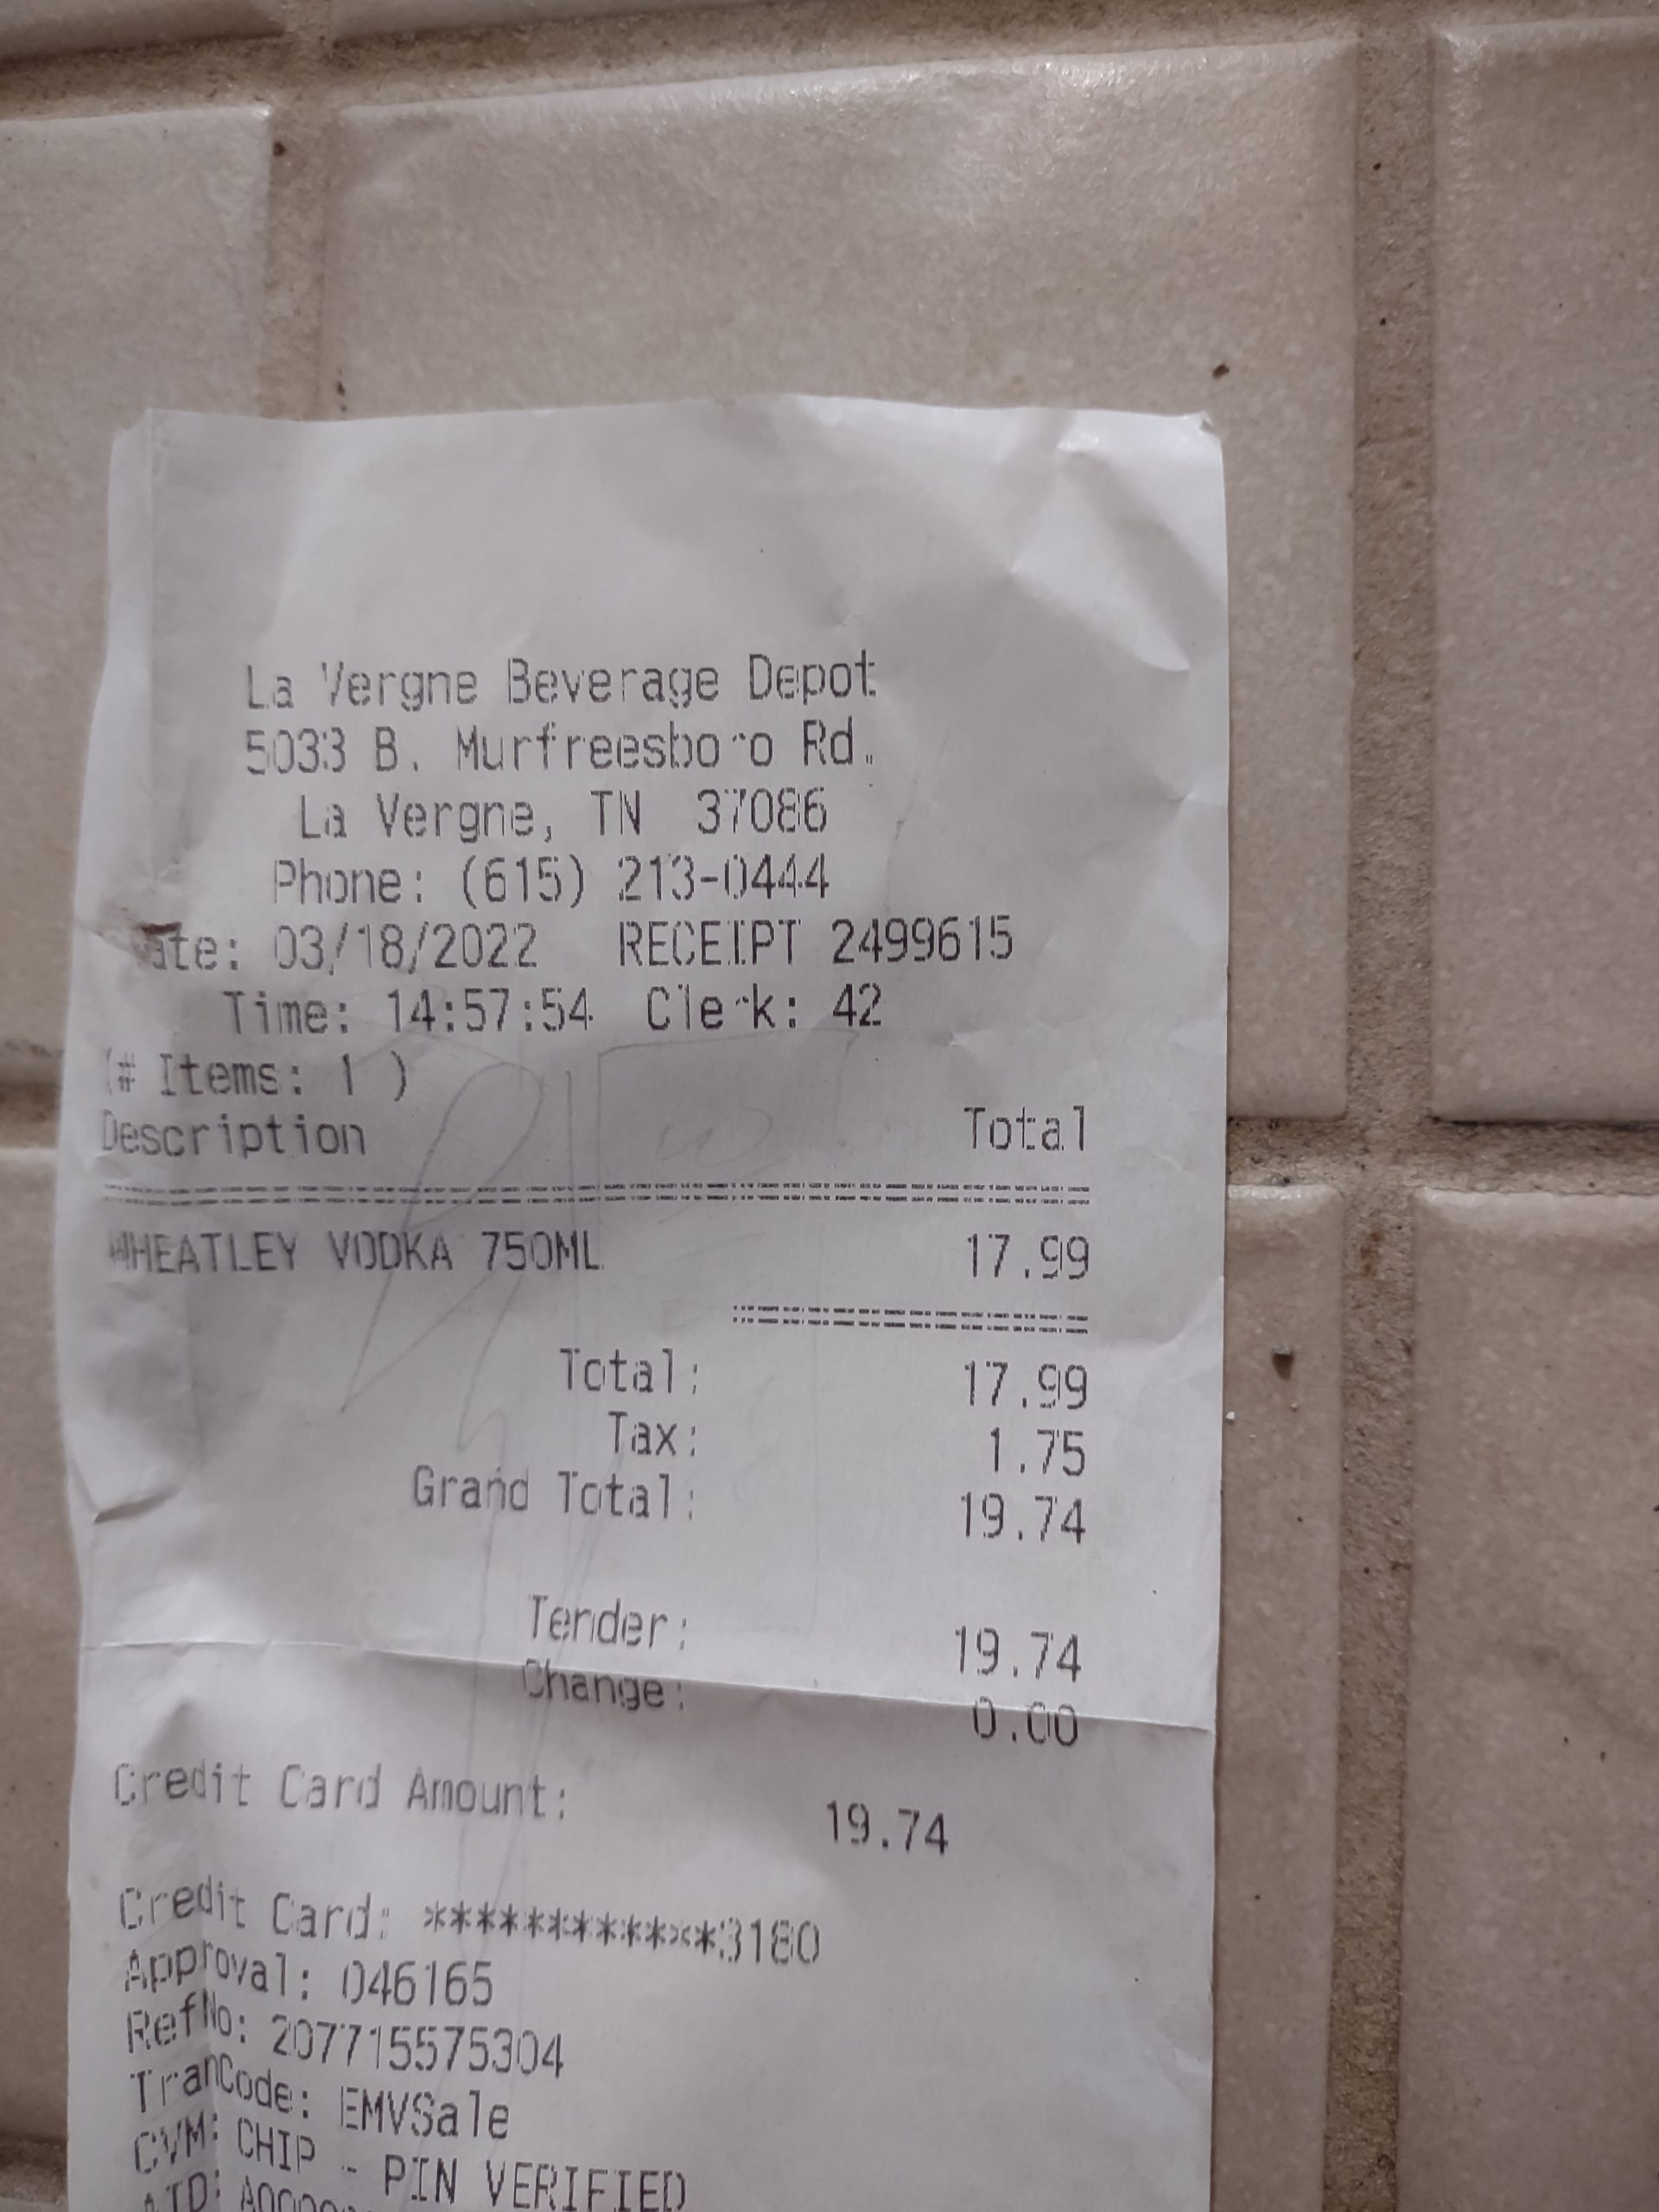 La Vergne Beverage Depot
5033 B. Murfreesboro Rd.
La Vergne, TN 37086
Phone: (615) 213-0444
Date: 03/18/2022 RECEIPT 2499615
Time: 14:57:54 Clerk: 42
(# Items: 1 )
Description Total
WHEATLEY VODKA 750ML 17.99
Total: 17.99
Tax: 1.75
Grand Total: 19.74
Tender: 19.74
Change: 0.00
Credit Card Amount: 19.74
Credit Card: ************3180
Approval: 046165
RefNo: 207715575304
TranCode: EMVSale
CVM: CHIP - PIN VERIFIED
AID: